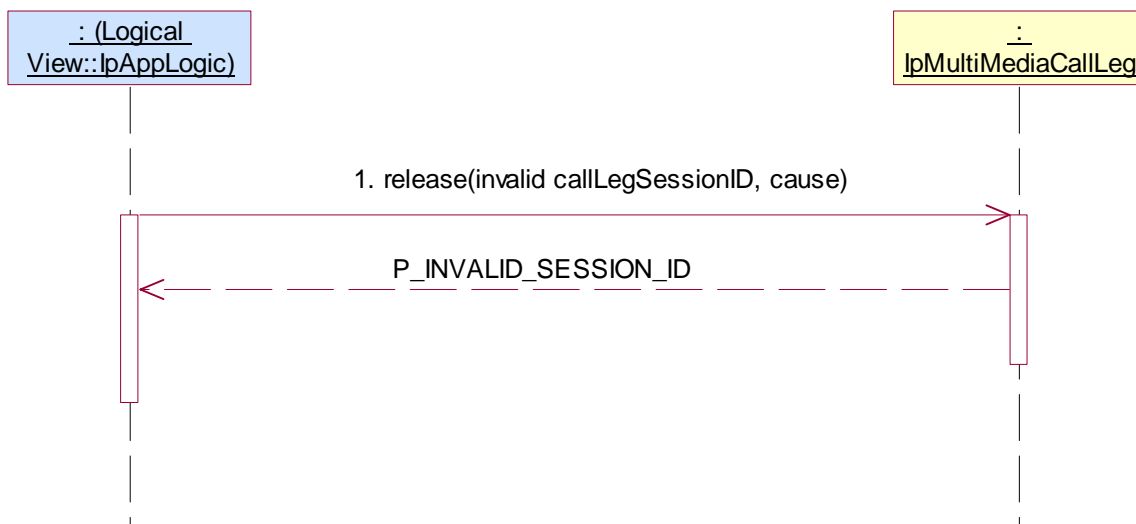 : (Logical
View::IpAppLogic)
:
IpMultiMediaCallLeg
1. release(invalid callLegSessionID, cause)
P_INVALID_SESSION_ID